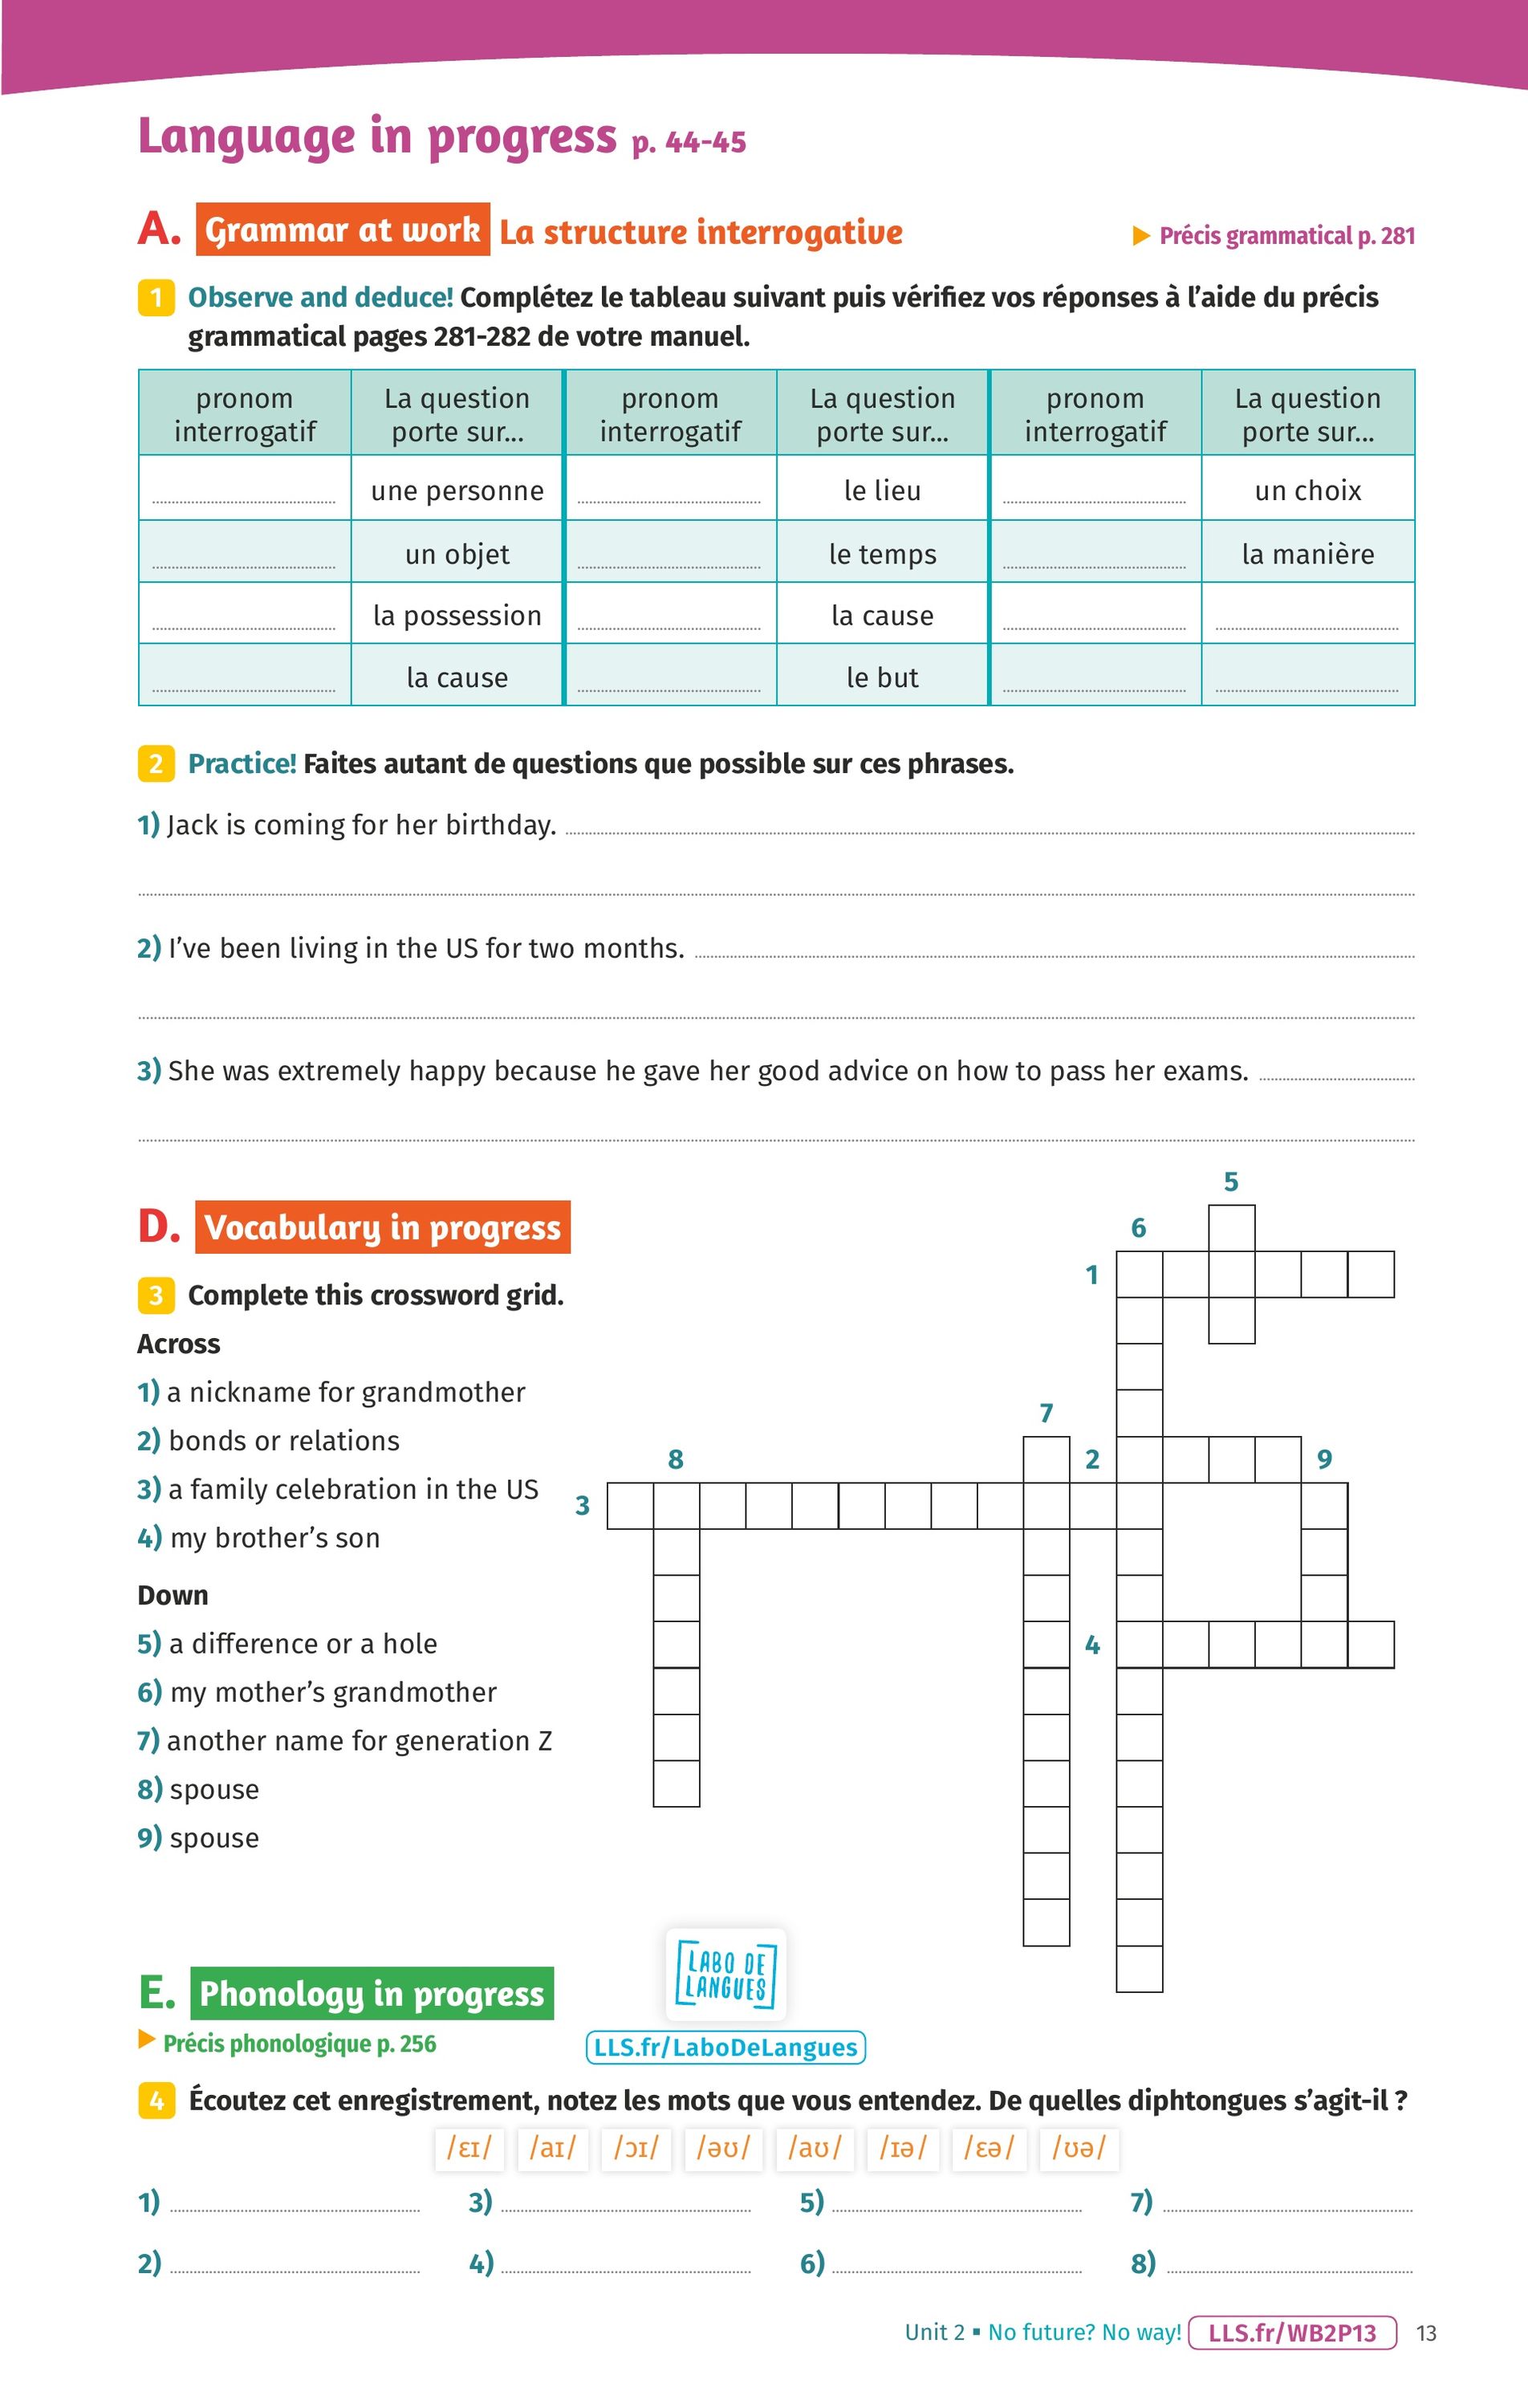 Language in progress p. 44-45
A. Grammar at work La structure interrogative
▶ Précis grammatical p. 281
1 Observe and deduce! Complétez le tableau suivant puis vérifiez vos réponses à l’aide du précis
grammatical pages 281-282 de votre manuel.
pronom interrogatif La question porte sur... pronom interrogatif La question porte sur... pronom interrogatif La question porte sur...
une personne le lieu un choix
un objet le temps la manière
la possession la cause
la cause le but
2 Practice! Faites autant de questions que possible sur ces phrases.
1) Jack is coming for her birthday.
2) I’ve been living in the US for two months.
3) She was extremely happy because he gave her good advice on how to pass her exams.
D. Vocabulary in progress
3 Complete this crossword grid.
Across
1) a nickname for grandmother
2) bonds or relations
3) a family celebration in the US
4) my brother’s son
Down
5) a difference or a hole
6) my mother’s grandmother
7) another name for generation Z
8) spouse
9) spouse
5
6
1
7
8
2
9
3
4
E. Phonology in progress
▶ Précis phonologique p. 256
LABO DE
LANGUES
LLS.fr/LaboDeLangues
4 Écoutez cet enregistrement, notez les mots que vous entendez. De quelles diphtongues s’agit-il ?
/ɛɪ/ /aɪ/ /ɔɪ/ /əʊ/ /aʊ/ /ɪə/ /ɛə/ /ʊə/
1) 3) 5) 7)
2) 4) 6) 8)
Unit 2 ▪ No future? No way! LLS.fr/WB2P13 13